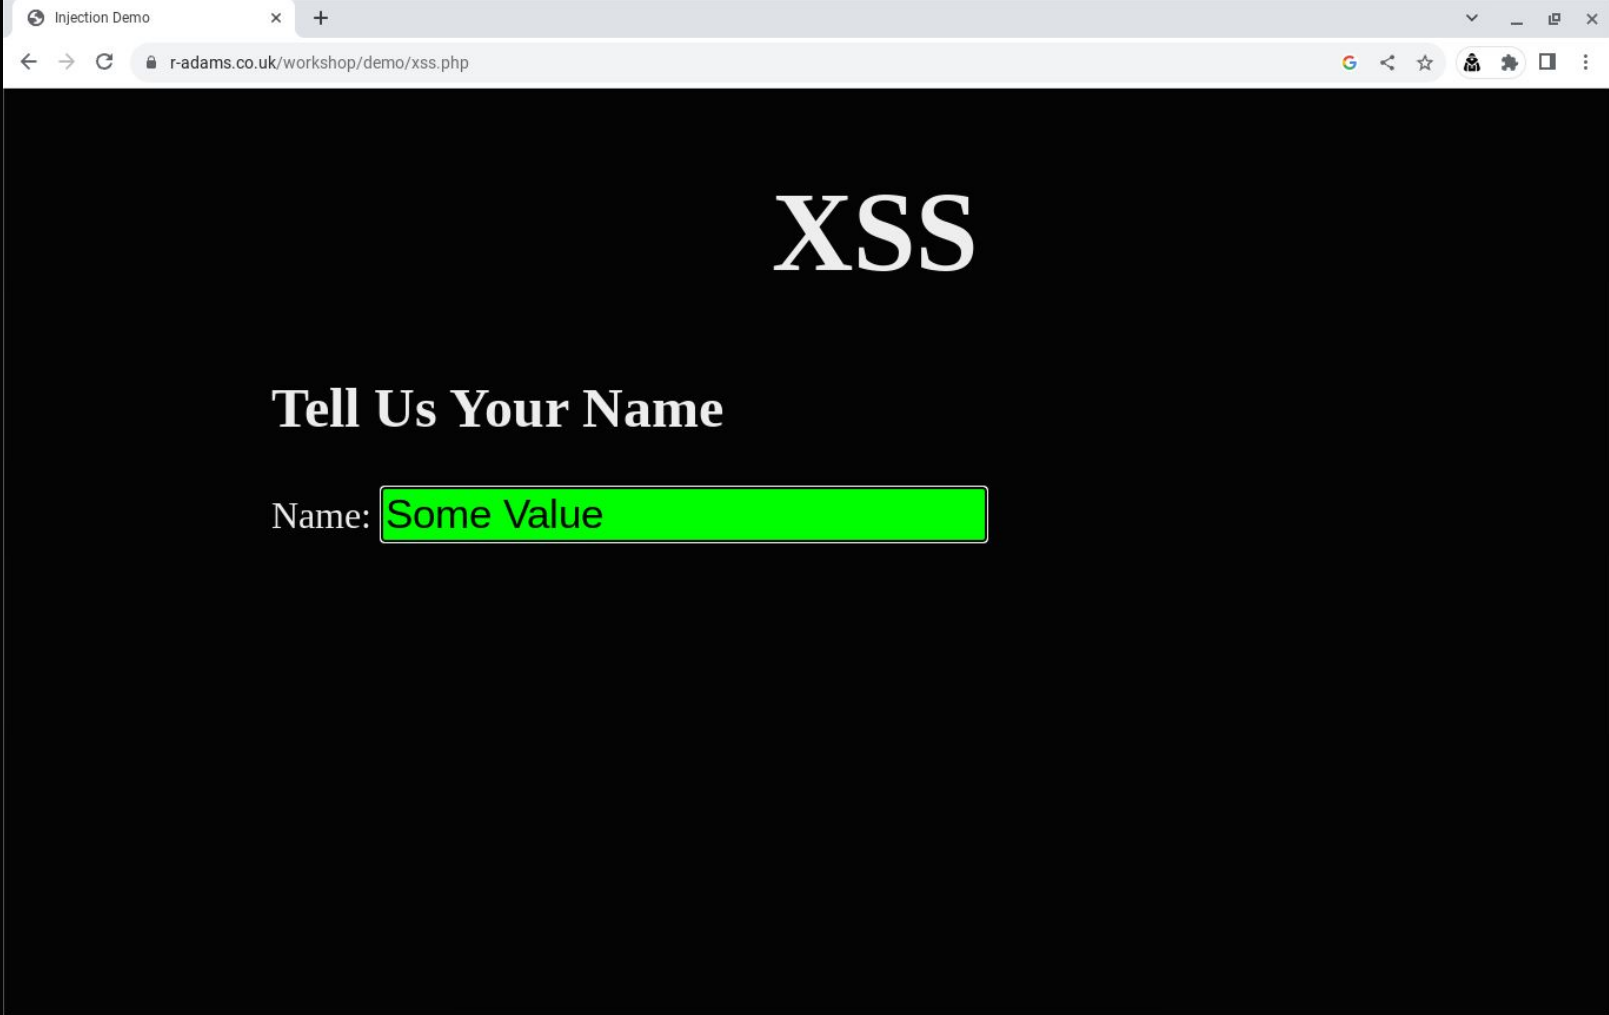 Injection Demo
r-adams.co.uk/workshop/demo/xss.php
XSS
Tell Us Your Name
Name: Some Value